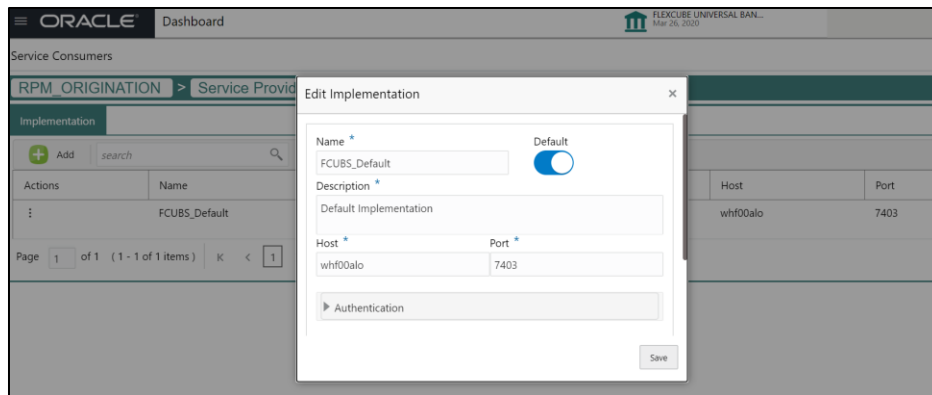 ≡ ORACLE Dashboard FLEXCUBE UNIVERSAL BAN...
Mar 26, 2020
Service Consumers
RPM_ORIGINATION > Service Provid
Edit Implementation ×
Implementation
Name * Default
Add search
FCUBS_Default
Description *
Actions Name Host Port
Default Implementation
FCUBS_Default whf00alo 7403
Host * Port *
Page 1 of 1 (1 - 1 of 1 items) K < 1
whf00alo 7403
Authentication
Save